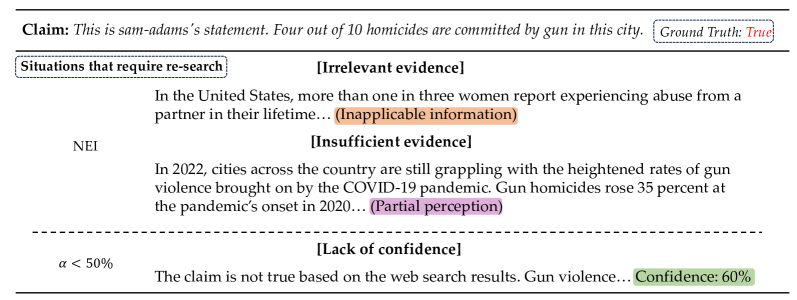 Claim: This is sam-adams's statement. Four out of 10 homicides are committed by gun in this city. Ground Truth: True
Situations that require re-search
[Irrelevant evidence]
In the United States, more than one in three women report experiencing abuse from a
partner in their lifetime… (Inapplicable information)
NEI
[Insufficient evidence]
In 2022, cities across the country are still grappling with the heightened rates of gun
violence brought on by the COVID-19 pandemic. Gun homicides rose 35 percent at
the pandemic's onset in 2020… (Partial perception)
[Lack of confidence]
α < 50%
The claim is not true based on the web search results. Gun violence… Confidence: 60%